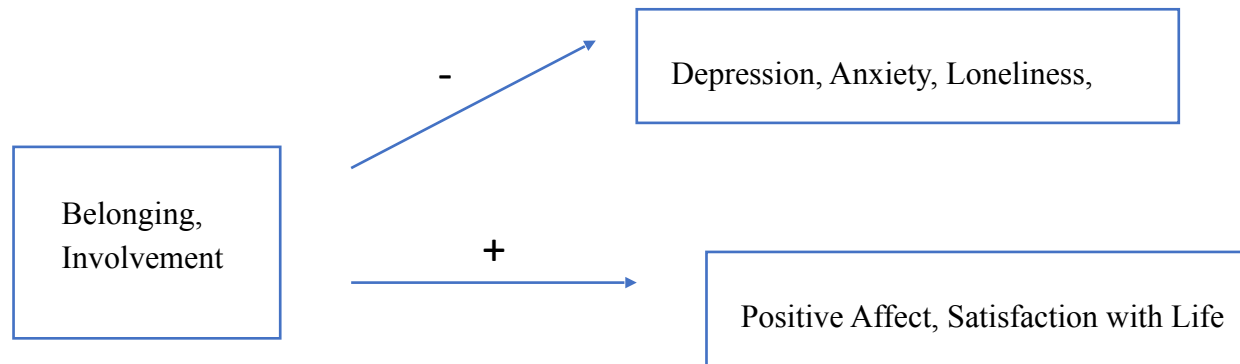 -
Depression, Anxiety, Loneliness,
Belonging,
Involvement
+
Positive Affect, Satisfaction with Life